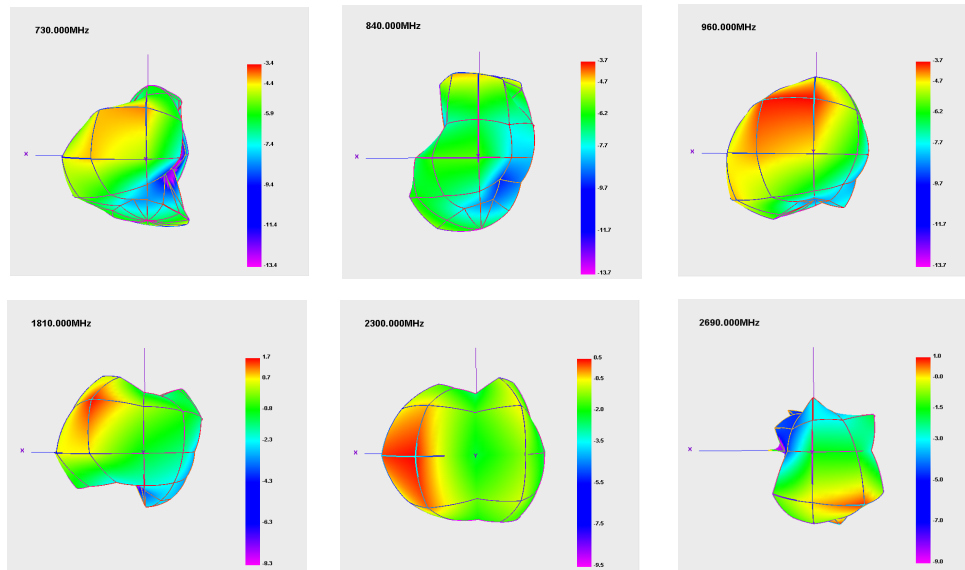 730.000MHz
-3.4
-4.4
-5.9
-7.4
-9.4
-11.4
-13.4
X
Y
840.000MHz
-3.7
-4.7
-6.2
-7.7
-9.7
-11.7
-13.7
X
960.000MHz
-3.7
-4.7
-6.2
-7.7
-9.7
-11.7
-13.7
X
Y
1810.000MHz
1.7
0.7
-0.8
-2.3
-4.3
-6.3
-8.3
X
Y
2300.000MHz
0.5
-0.5
-2.0
-3.5
-5.5
-7.5
-9.5
X
Y
2690.000MHz
1.0
-0.0
-1.5
-3.0
-5.0
-7.0
-9.0
X
Y